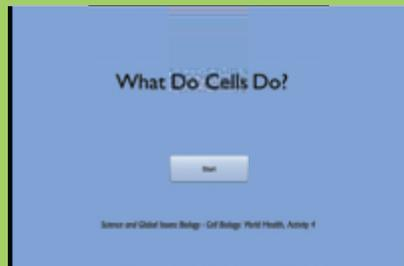 What Do Cells Do?
Start
Science and Global Issues: Biology - Cell Biology: World Health, Activity 4